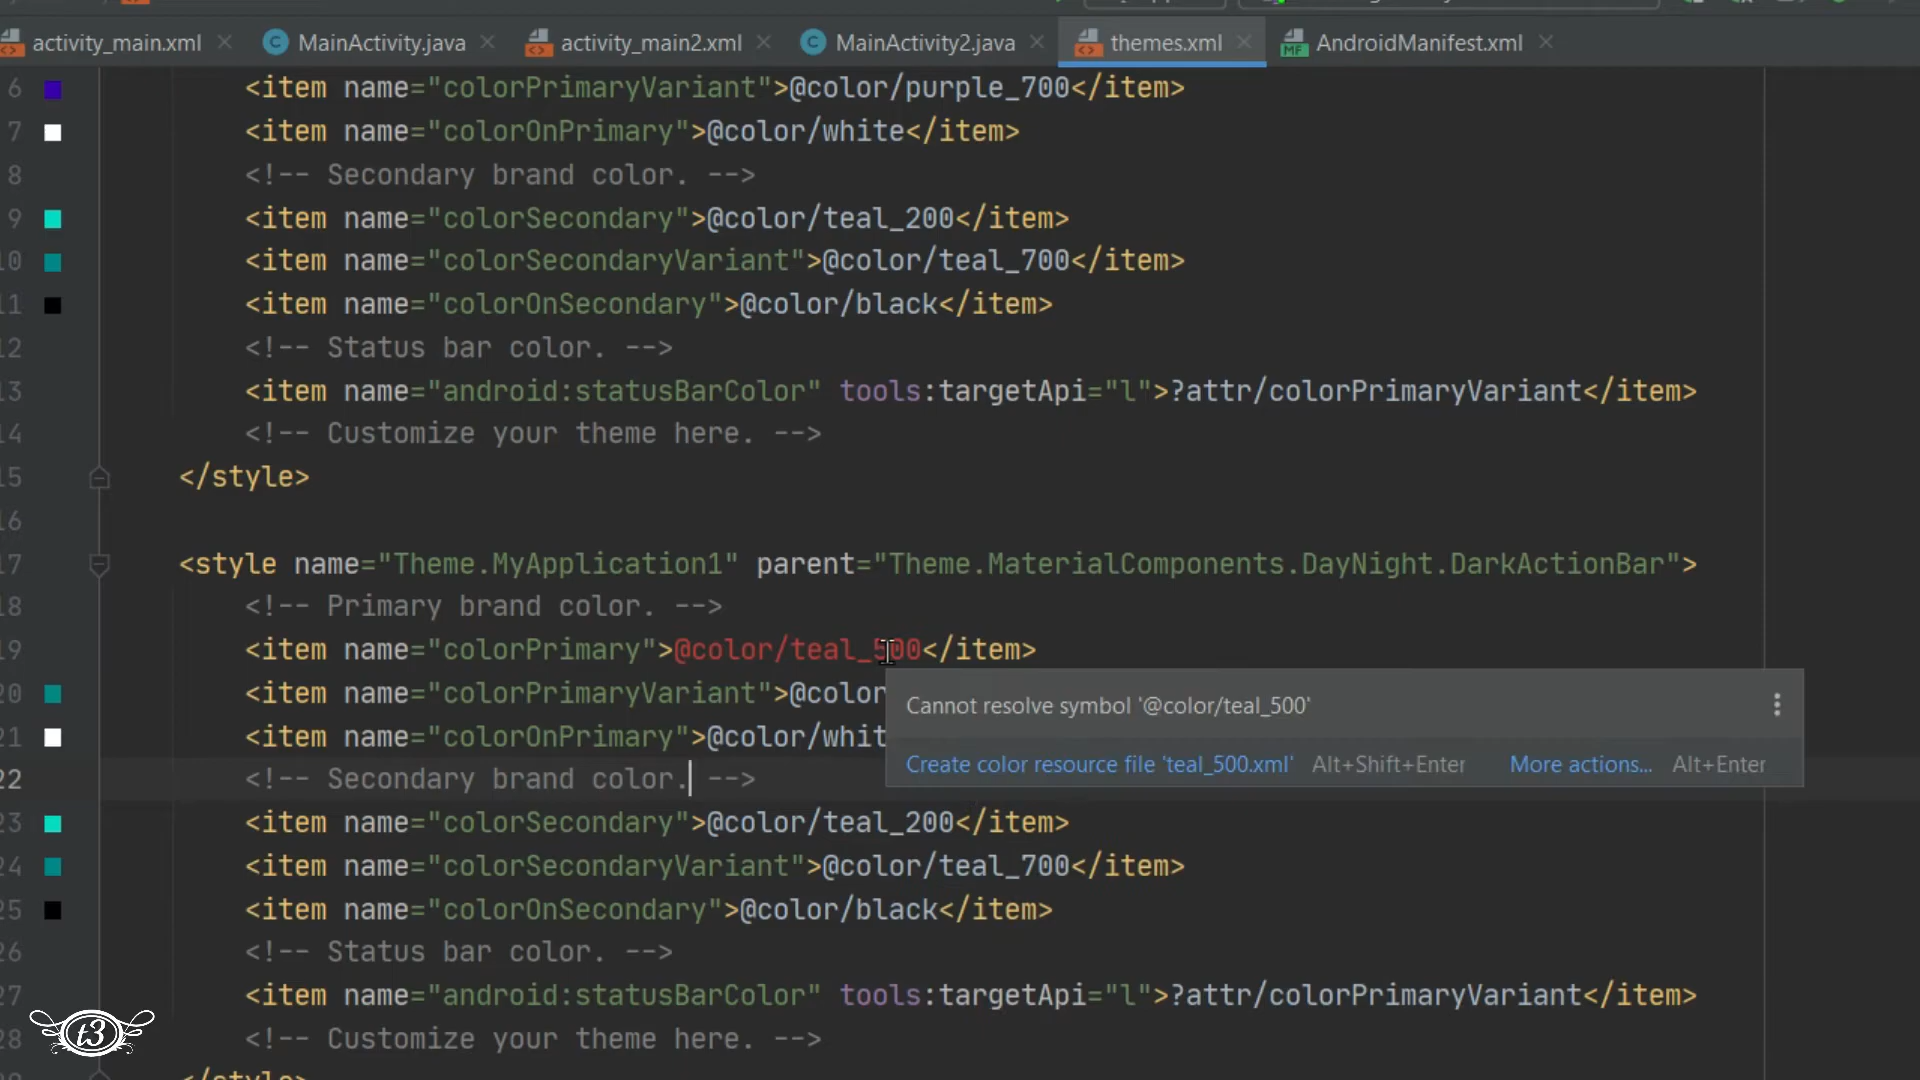 activity_main.xml MainActivity.java activity_main2.xml MainActivity2.java themes.xml AndroidManifest.xml
6 <item name="colorPrimaryVariant">@color/purple_700</item>
7 <item name="colorOnPrimary">@color/white</item>
8 <!-- Secondary brand color. -->
9 <item name="colorSecondary">@color/teal_200</item>
10 <item name="colorSecondaryVariant">@color/teal_700</item>
11 <item name="colorOnSecondary">@color/black</item>
12 <!-- Status bar color. -->
13 <item name="android:statusBarColor" tools:targetApi="l">?attr/colorPrimaryVariant</item>
14 <!-- Customize your theme here. -->
15 </style>
16
17 <style name="Theme.MyApplication1" parent="Theme.MaterialComponents.DayNight.DarkActionBar">
18 <!-- Primary brand color. -->
19 <item name="colorPrimary">@color/teal_500</item>
20 <item name="colorPrimaryVariant">@color
Cannot resolve symbol '@color/teal_500'
21 <item name="colorOnPrimary">@color/whit
Create color resource file 'teal_500.xml' Alt+Shift+Enter More actions... Alt+Enter
22 <!-- Secondary brand color. -->
23 <item name="colorSecondary">@color/teal_200</item>
24 <item name="colorSecondaryVariant">@color/teal_700</item>
25 <item name="colorOnSecondary">@color/black</item>
26 <!-- Status bar color. -->
27 <item name="android:statusBarColor" tools:targetApi="l">?attr/colorPrimaryVariant</item>
28 <!-- Customize your theme here. -->
t3